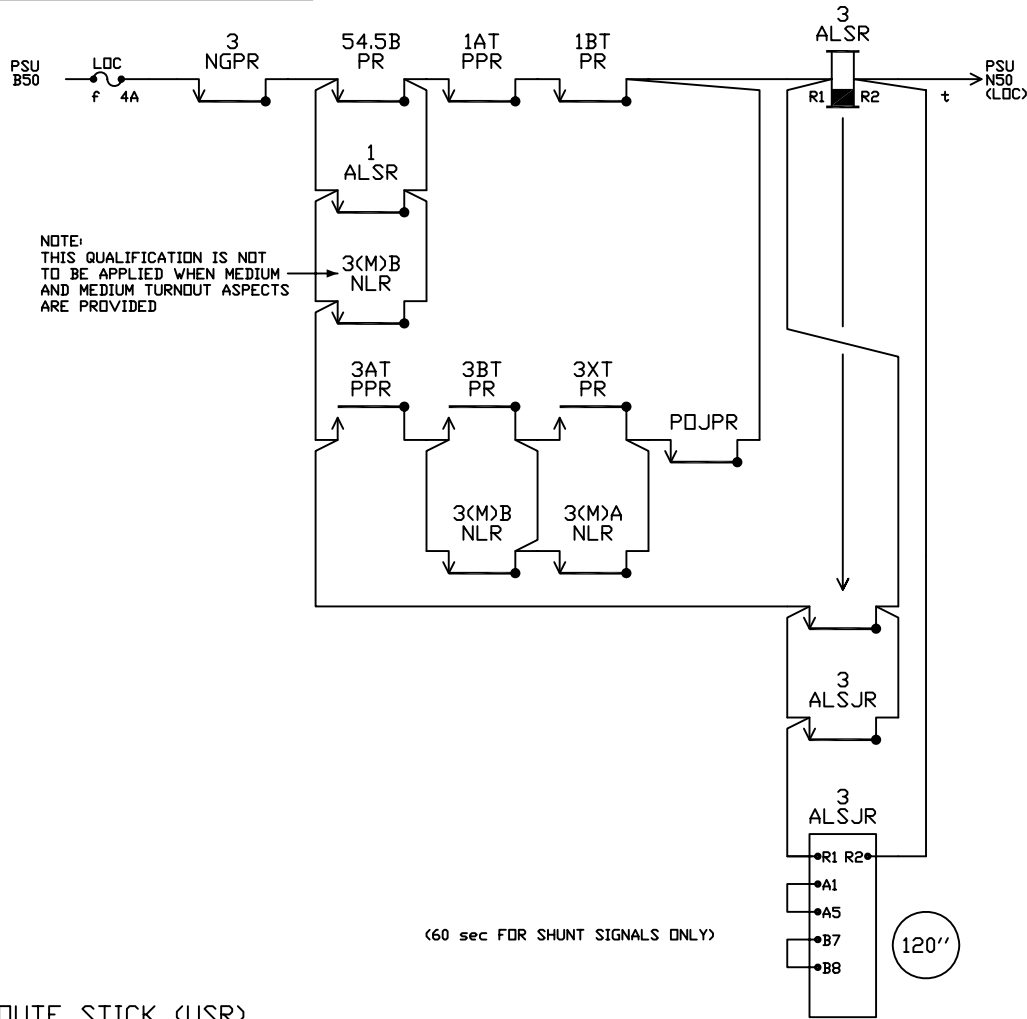 3
ALSR
PSU
B50
LOC
f 4A
3
NGPR
54.5B
PR
1AT
PPR
1BT
PR
R1 R2
t
PSU
N50
(LOC)
1
ALSR
NOTE:
THIS QUALIFICATION IS NOT
TO BE APPLIED WHEN MEDIUM
AND MEDIUM TURNOUT ASPECTS
ARE PROVIDED
3(M)B
NLR
3AT
PPR
3BT
PR
3XT
PR
POJPR
3(M)B
NLR
3(M)A
NLR
3
ALSJR
3
ALSJR
R1 R2
A1
A5
B7
B8
(60 sec FOR SHUNT SIGNALS ONLY)
120''
OUTE STICK (USR)